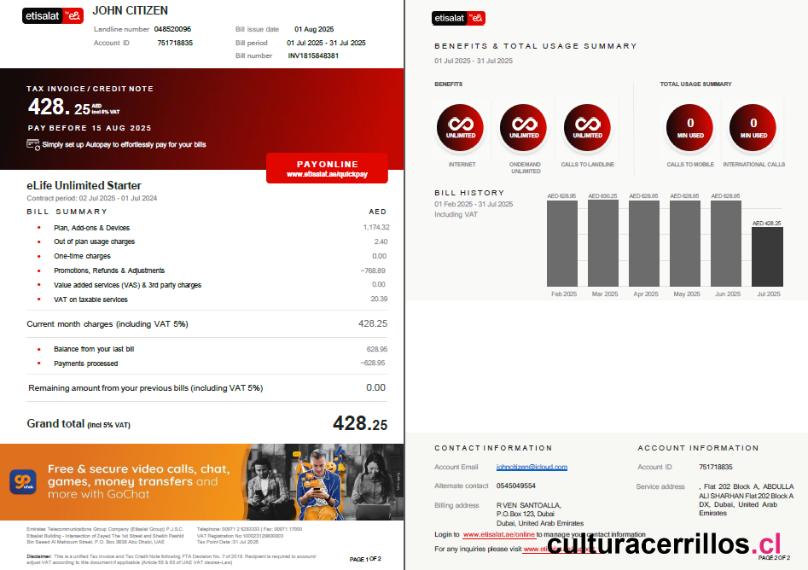 etisalat by e&
JOHN CITIZEN
Landline number 048520096
Account ID 751718835
Bill issue date 01 Aug 2025
Bill period 01 Jul 2025 - 31 Jul 2025
Bill number INV1815848381
TAX INVOICE / CREDIT NOTE
428.25 AED Incl 5% VAT
PAY BEFORE 15 AUG 2025
Simply set up Autopay to effortlessly pay for your bills
PAY ONLINE
www.etisalat.ae/quickpay
eLife Unlimited Starter
Contract period: 02 Jul 2025 - 01 Jul 2024
BILL SUMMARY AED
Plan, Add-ons & Devices 1,174.32
Out of plan usage charges 2.40
One-time charges 0.00
Promotions, Refunds & Adjustments -768.89
Value added services (VAS) & 3rd party charges 0.00
VAT on taxable services 20.39
Current month charges (including VAT 5%) 428.25
Balance from your last bill 628.95
Payments processed -628.95
Remaining amount from your previous bills (including VAT 5%) 0.00
Grand total (incl 5% VAT) 428.25
go chat
Free & secure video calls, chat,
games, money transfers and
more with GoChat
Emirates Telecommunications Group Company (Etisalat Group) P.J.S.C.
Etisalat Building - Intersection of Zayed The 1st Street and Sheikh Rashid
Bin Saeed Al Maktoum Street, P.O. Box 3838 Abu Dhabi, UAE
Tax Point Date: 31 Jul 2025
Disclaimer: This is a unified Tax Invoice and Tax Credit Note following FTA Decision No. 7 of 2019. Recipient is required to account/
adjust VAT according to this document if applicable (Article 55 & 53 of UAE VAT Decree-Law)
PAGE 1 OF 2
etisalat by e&
BENEFITS & TOTAL USAGE SUMMARY
01 Jul 2025 - 31 Jul 2025
BENEFITS
UNLIMITED
INTERNET
UNLIMITED
ONDEMAND
UNLIMITED
UNLIMITED
CALLS TO LANDLINE
TOTAL USAGE SUMMARY
0
MIN USED
CALLS TO MOBILE
0
MIN USED
INTERNATIONAL CALLS
BILL HISTORY
01 Feb 2025 - 31 Jul 2025
Including VAT
AED 628.95 AED 630.25 AED 628.95 AED 628.95 AED 628.95 AED 428.25
Feb 2025 Mar 2025 Apr 2025 May 2025 Jun 2025 Jul 2025
CONTACT INFORMATION
Account Email johncitizen@icloud.com
Alternate contact 0545049554
Billing address R VEN SANTOALLA,
P.O.Box 123, Dubai
Dubai, United Arab Emirates
Login to www.etisalat.ae/online to manage your contact information
For any inquiries please visit
ACCOUNT INFORMATION
Account ID 751718835
Service address , Flat 202 Block A, ABDULLA
ALI SHARHAN Flat 202 Block A
DX, Dubai, United Arab
Emirates
culturacerrillos.cl
PAGE 2 OF 2